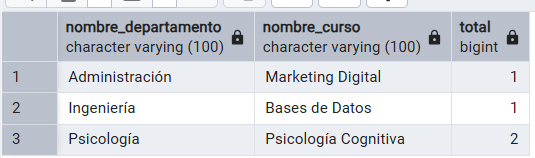 nombre_departamento nombre_curso total
character varying (100) character varying (100) bigint
1 Administración Marketing Digital 1
2 Ingeniería Bases de Datos 1
3 Psicología Psicología Cognitiva 2